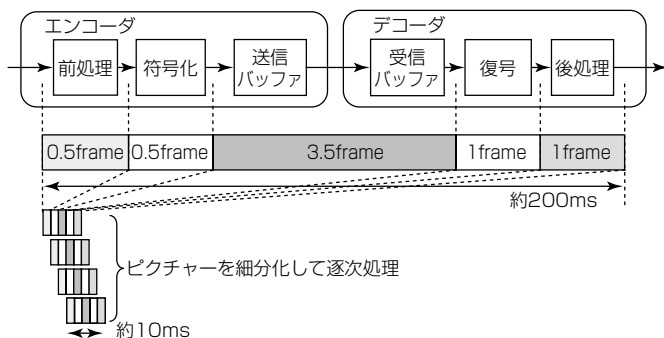 エンコーダ
デコーダ
前処理
符号化
送信
バッファ
受信
バッファ
復号
後処理
0.5frame
0.5frame
3.5frame
1frame
1frame
約200ms
ピクチャーを細分化して逐次処理
約10ms